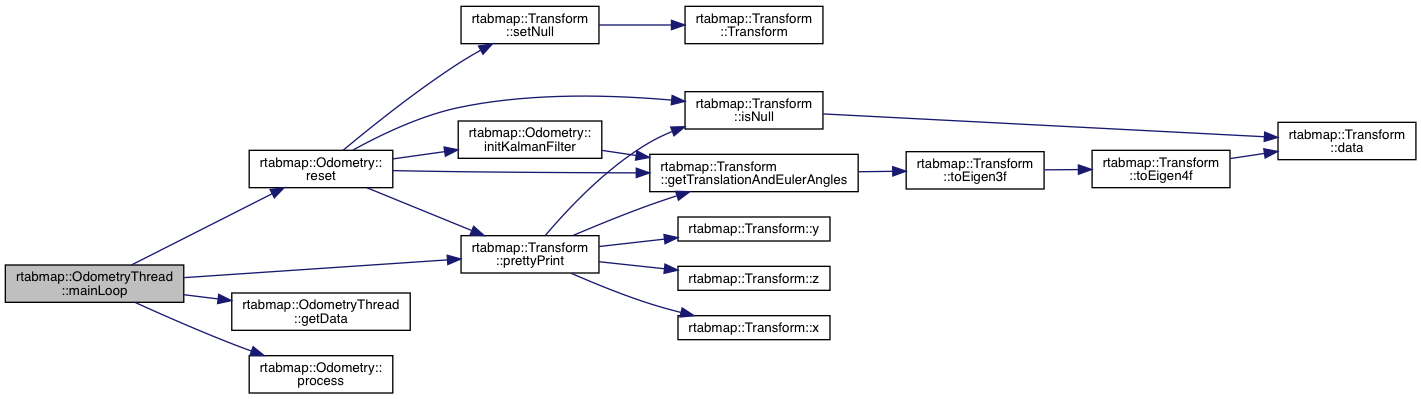 rtabmap::OdometryThread
::mainLoop
rtabmap::Odometry::
reset
rtabmap::OdometryThread
::getData
rtabmap::Odometry::
process
rtabmap::Transform
::setNull
rtabmap::Odometry::
initKalmanFilter
rtabmap::Transform
::prettyPrint
rtabmap::Transform
::Transform
rtabmap::Transform
::isNull
rtabmap::Transform
::getTranslationAndEulerAngles
rtabmap::Transform::y
rtabmap::Transform::z
rtabmap::Transform::x
rtabmap::Transform
::toEigen3f
rtabmap::Transform
::toEigen4f
rtabmap::Transform
::data